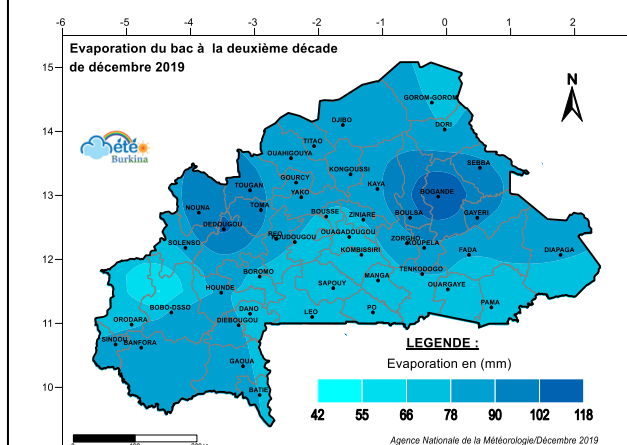 -6 -5 -4 -3 -2 -1 0 1 2
Evaporation du bac à la deuxième décade
de décembre 2019
15
14
13
12
11
10
N
été
Burkina
GOROM-GOROM
DJIBO
DORI
TITAO
OUAHIGOUYA
SEBBA
KONGOUSSI
GOURCY
TOUGAN
KAYA
YAKO
BOGANDE
NOUNA
TOMA
BOUSSE
ZINIARE
BOULSA
GAYERI
DEDOUGOU
REO
KOUDOUGOU
OUAGADOUGOU
ZORGHO
KOUPELA
SOLENSO
KOMBISSIRI
FADA
DIAPAGA
BOROMO
MANGA
TENKODOGO
HOUNDE
SAPOUY
OUARGAYE
BOBO-DSSO
DANO
LEO
PO
PAMA
ORODARA
DIEBOUGOU
SINDOU
BANFORA
GAOUA
BATIE
LEGENDE :
Evaporation en (mm)
42 55 66 78 90 102 118
Agence Nationale de la Météorologie/Décembre 2019